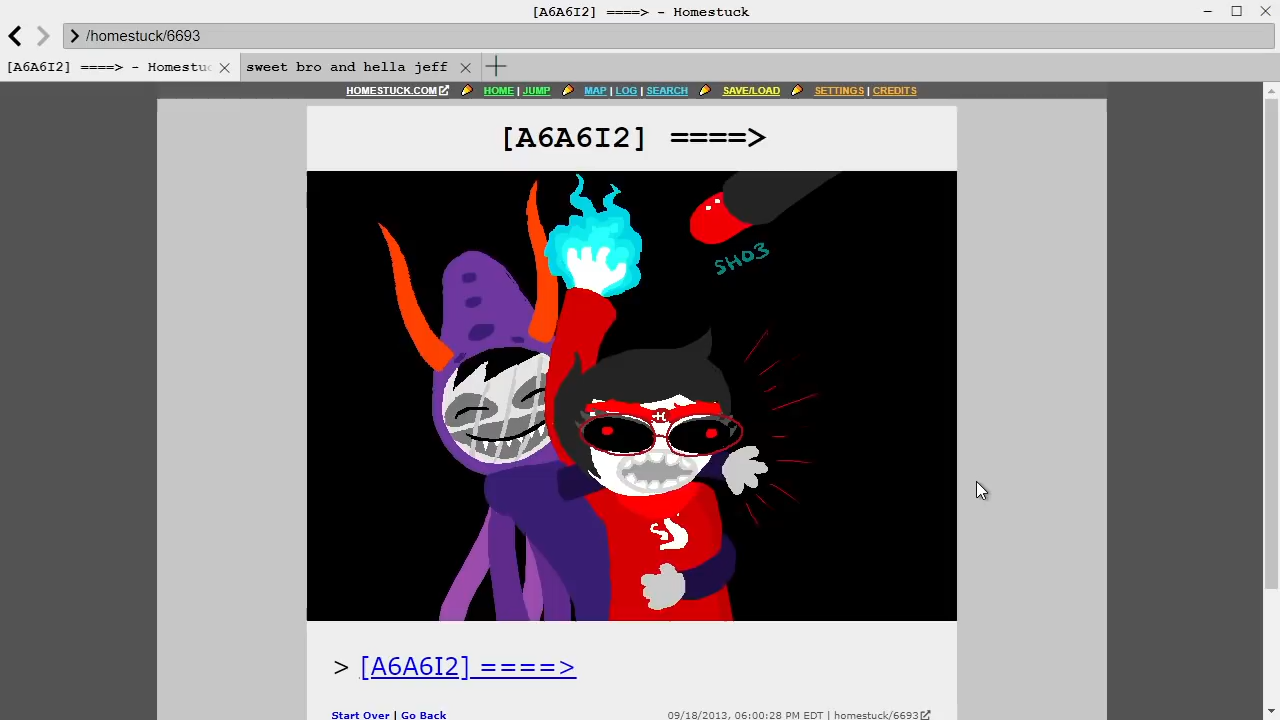 [A6A6I2] ====> - Homestuck
/homestuck/6693
[A6A6I2] ====> - Homestuc
sweet bro and hella jeff
HOMESTUCK.COM HOME | JUMP MAP | LOG | SEARCH SAVE/LOAD SETTINGS | CREDITS
[A6A6I2] ====>
SHO3
> [A6A6I2] ====>
Start Over | Go Back
09/18/2013, 06:00:28 PM EDT | homestuck/6693